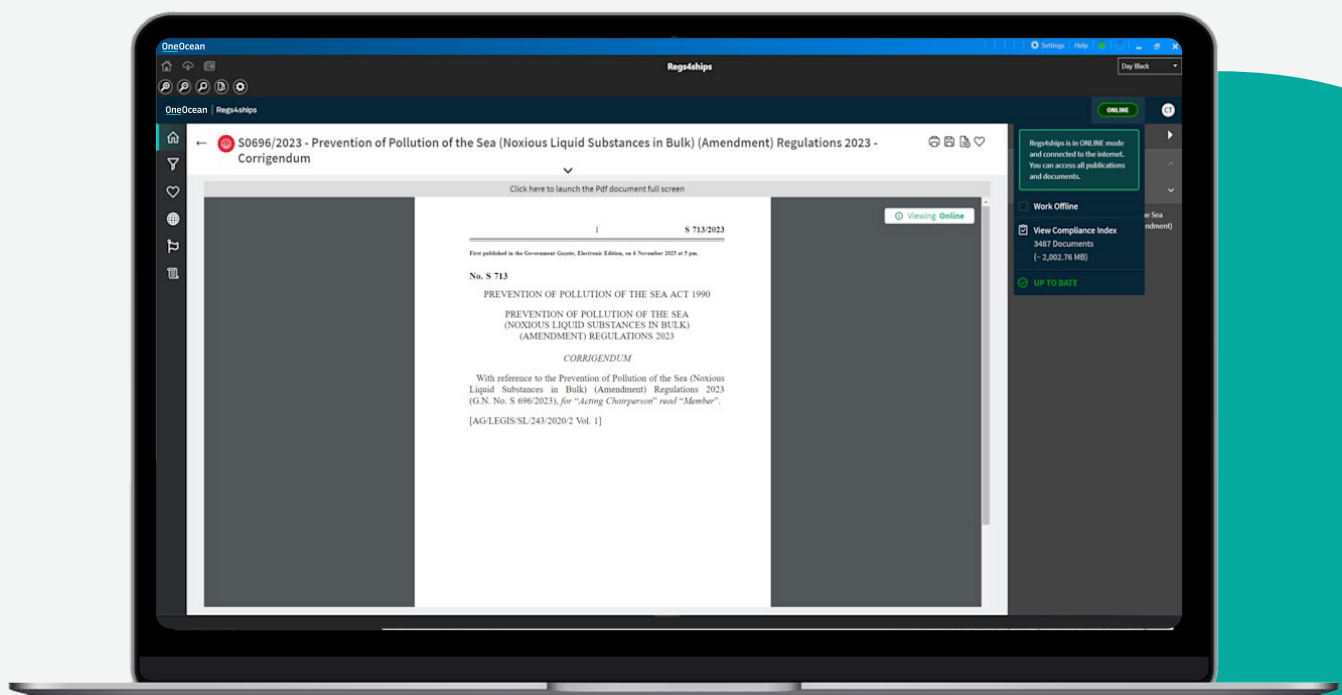 OneOcean
Settings Help
Regs4ships
Day Black
OneOcean | Regs4ships
ONLINE
CT
S0696/2023 - Prevention of Pollution of the Sea (Noxious Liquid Substances in Bulk) (Amendment) Regulations 2023 -
Corrigendum
Click here to launch the Pdf document full screen
Viewing Online
1 S 713/2023
First published in the Government Gazette, Electronic Edition, on 6 November 2023 at 5 pm.
No. S 713
PREVENTION OF POLLUTION OF THE SEA ACT 1990
PREVENTION OF POLLUTION OF THE SEA
(NOXIOUS LIQUID SUBSTANCES IN BULK)
(AMENDMENT) REGULATIONS 2023
CORRIGENDUM
With reference to the Prevention of Pollution of the Sea (Noxious
Liquid Substances in Bulk) (Amendment) Regulations 2023
(G.N. No. S 696/2023), for “Acting Chairperson” read “Member”.
[AG/LEGIS/SL/243/2020/2 Vol. 1]
Regs4ships is in ONLINE mode
and connected to the internet.
You can access all publications
and documents.
Work Offline
View Compliance Index
3487 Documents
(~ 2,002.76 MB)
UP TO DATE
e Sea
ndment)